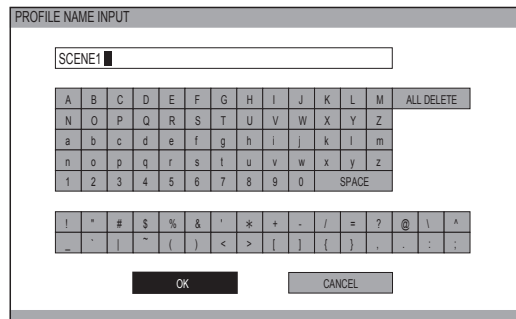 PROFILE NAME INPUT
SCENE1
A B C D E F G H I J K L M ALL DELETE
N O P Q R S T U V W X Y Z
a b c d e f g h i j k l m
n o p q r s t u v w x y z
1 2 3 4 5 6 7 8 9 0 SPACE
! " # $ % & ' * + - / = ? @ \ ^
_ ` | ~ ( ) < > [ ] { } , . : ;
OK CANCEL